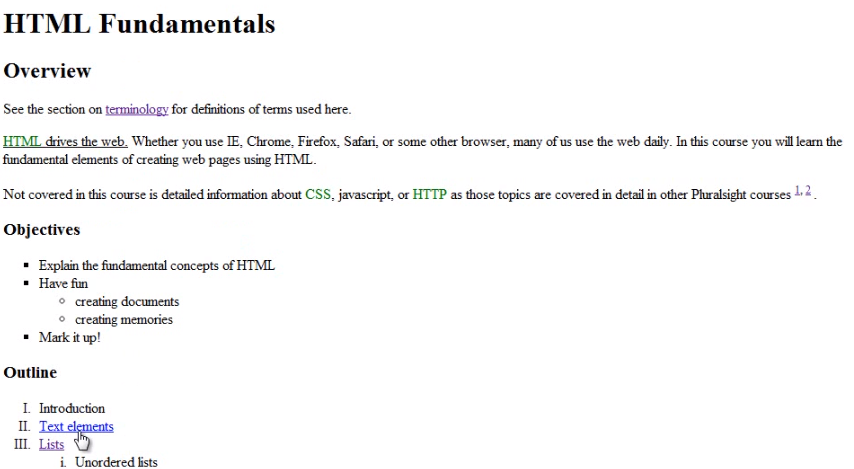 HTML Fundamentals
Overview
See the section on terminology for definitions of terms used here.
HTML drives the web. Whether you use IE, Chrome, Firefox, Safari, or some other browser, many of us use the web daily. In this course you will learn the
fundamental elements of creating web pages using HTML.
Not covered in this course is detailed information about CSS, javascript, or HTTP as those topics are covered in detail in other Pluralsight courses 1, 2 .
Objectives
Explain the fundamental concepts of HTML
Have fun
creating documents
creating memories
Mark it up!
Outline
I. Introduction
II. Text elements
III. Lists
i. Unordered lists